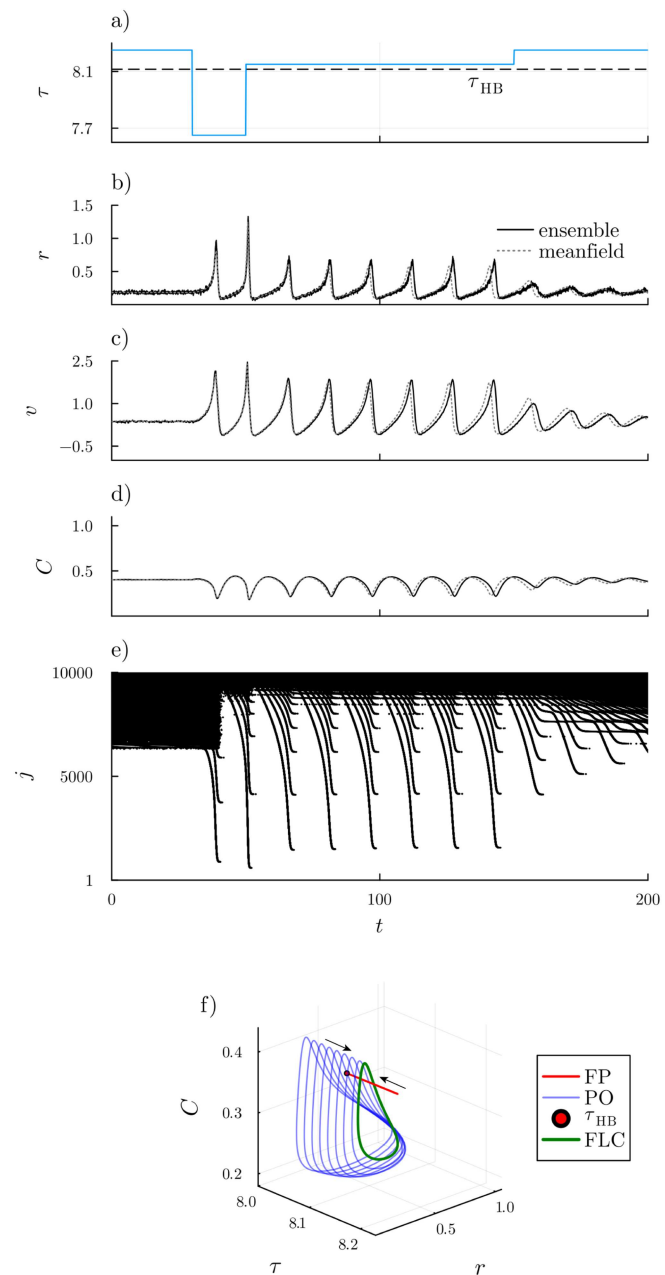 a)
8.1
7.7
τ
τHB
b)
1.5
1.0
0.5
r
ensemble
meanfield
c)
2.5
1.0
−0.5
v
d)
1.0
0.5
C
e)
10000
5000
1
j
0
100
200
t
f)
0.4
0.3
0.2
C
8.0
8.1
8.2
τ
0.5
1.0
r
FP
PO
τHB
FLC